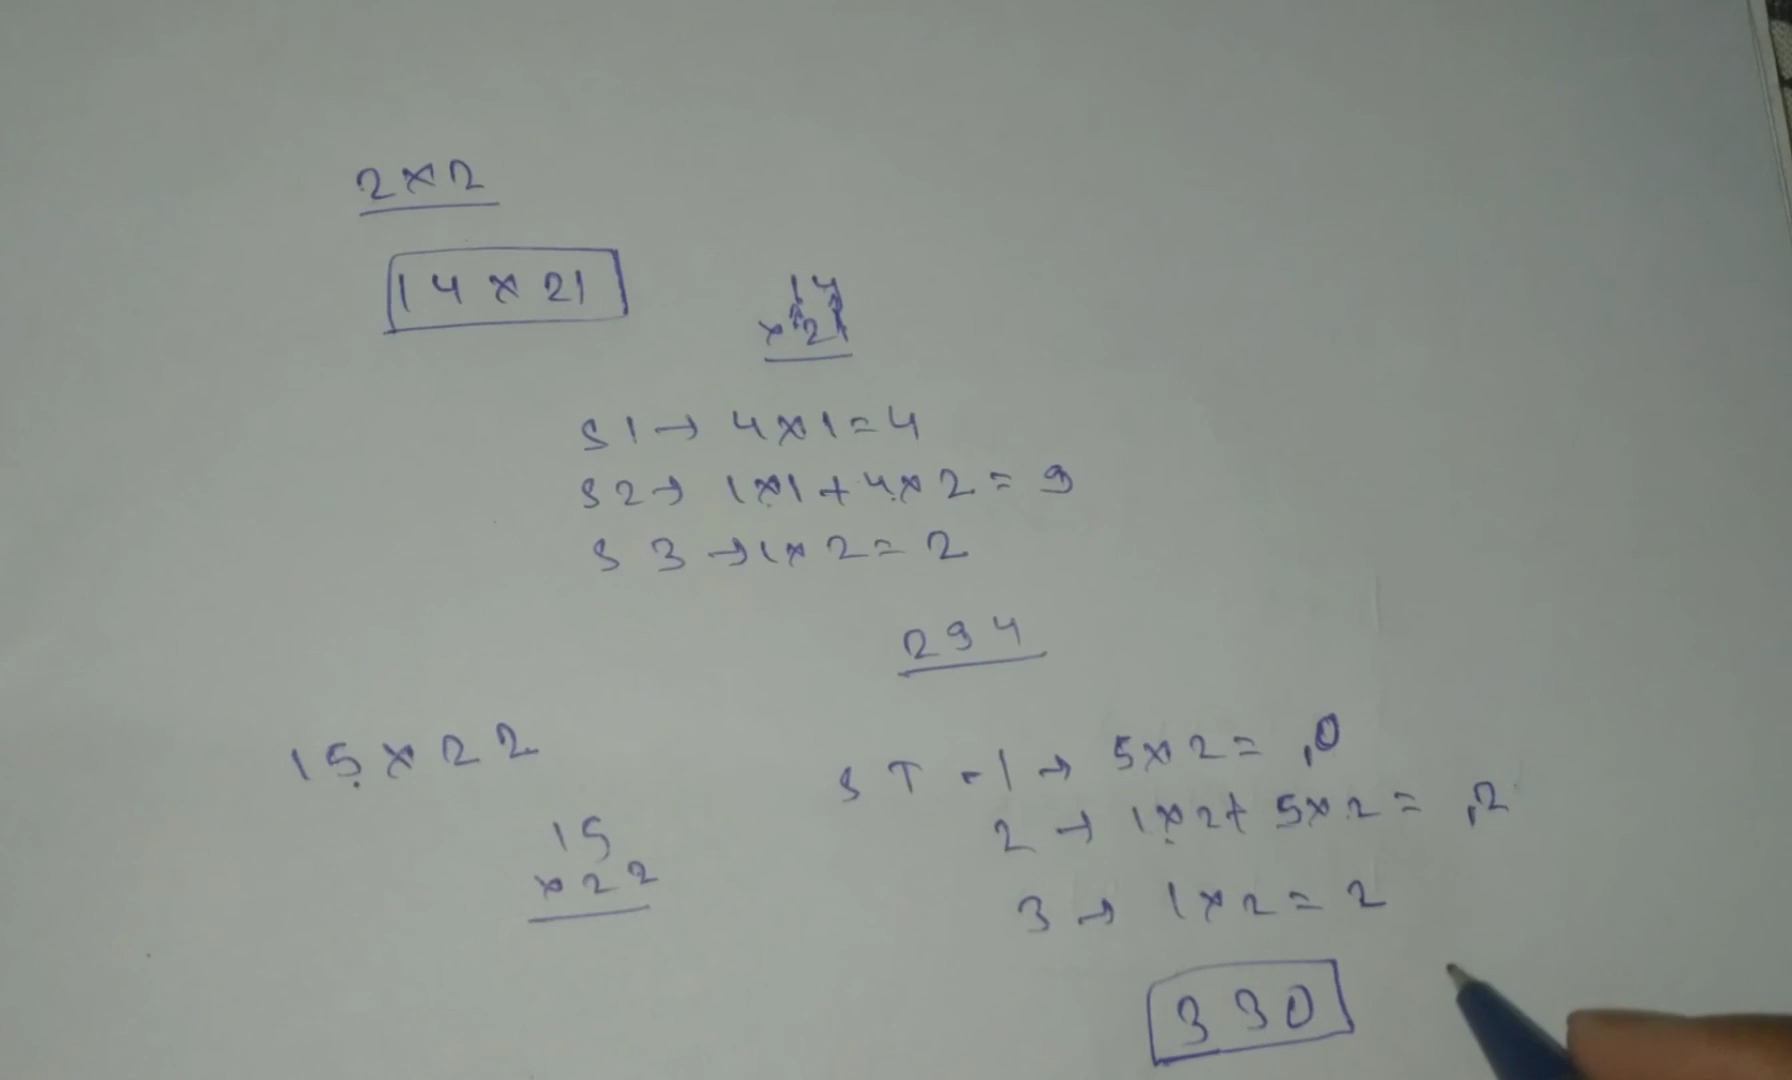 2×2
14×21
14
×21
S1→ 4×1=4
S2→ 1×1+4×2=9
S3→1×2=2
294
15×22
15
×22
ST-1→ 5×2= ,0
2→ 1×2+5×2= ,2
3→ 1×2=2
330